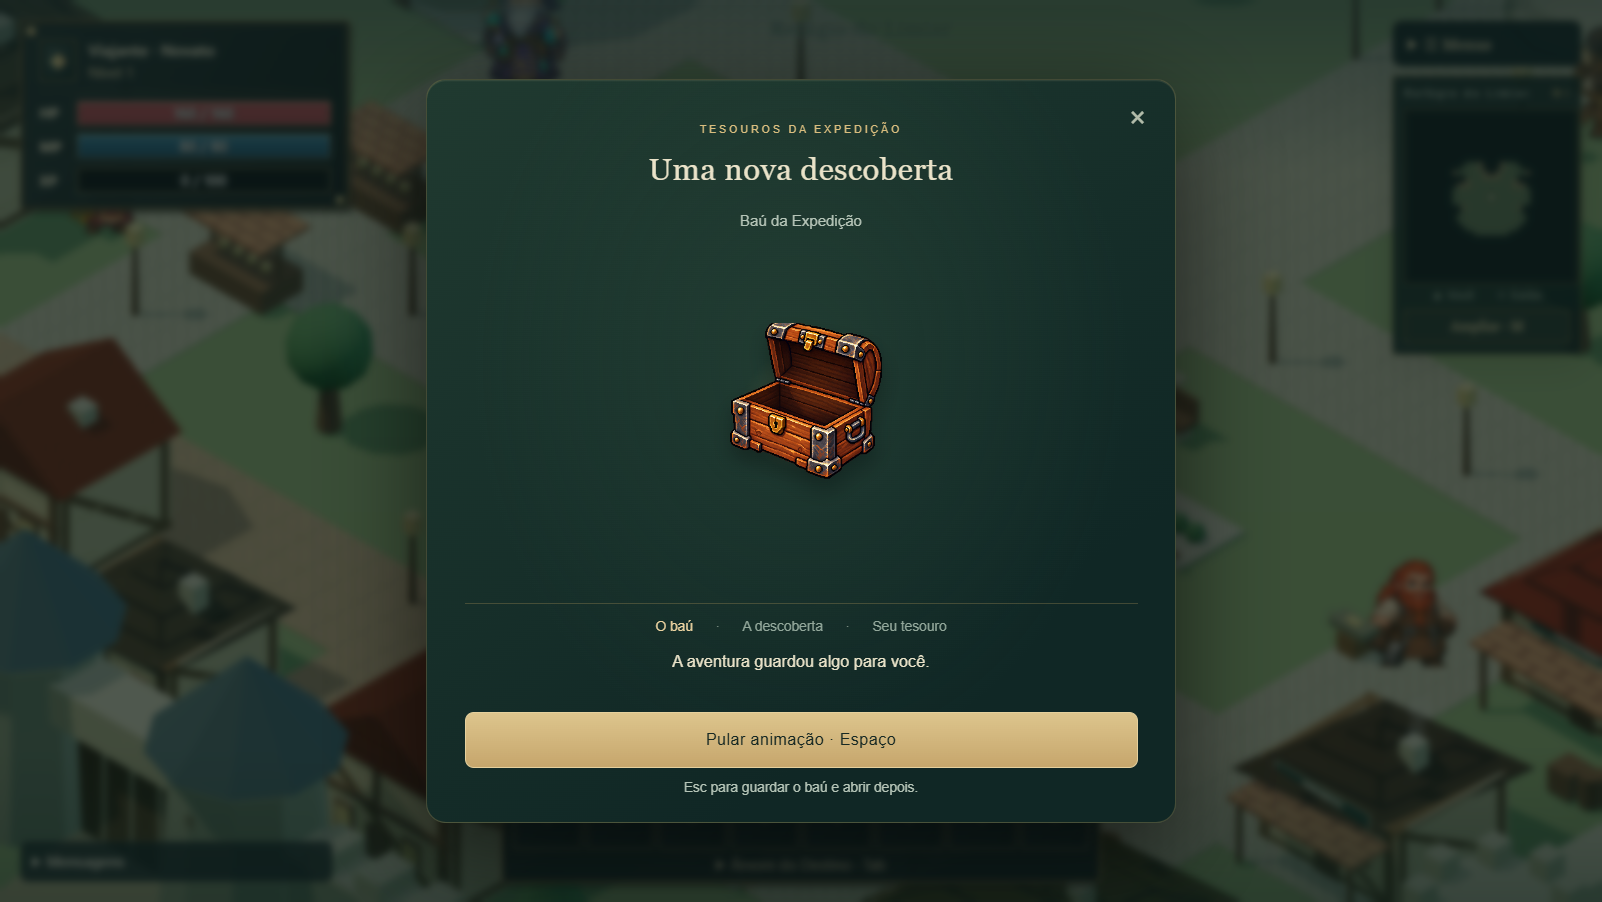 TESOUROS DA EXPEDIÇÃO
Uma nova descoberta
Baú da Expedição
O baú · A descoberta · Seu tesouro
A aventura guardou algo para você.
Pular animação · Espaço
Esc para guardar o baú e abrir depois.
Mensagens